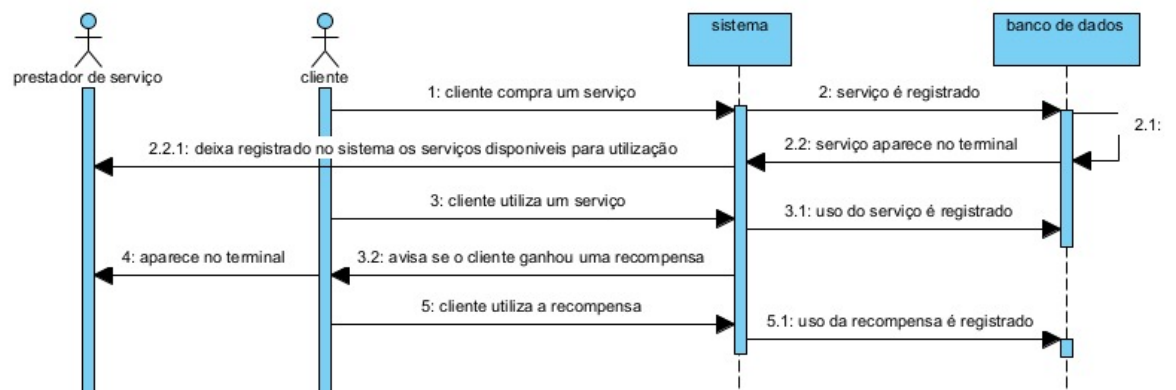 sistema
banco de dados
prestador de serviço
cliente
1: cliente compra um serviço
2: serviço é registrado
2.1:
2.2.1: deixa registrado no sistema os serviços disponiveis para utilização
2.2: serviço aparece no terminal
3: cliente utiliza um serviço
3.1: uso do serviço é registrado
4: aparece no terminal
3.2: avisa se o cliente ganhou uma recompensa
5: cliente utiliza a recompensa
5.1: uso da recompensa é registrado